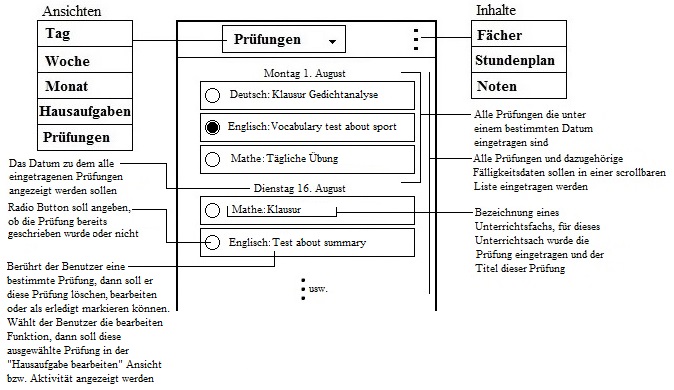 Ansichten
Tag
Woche
Monat
Hausaufgaben
Prüfungen
Prüfungen
Inhalte
Fächer
Stundenplan
Noten
Montag 1. August
Deutsch: Klausur Gedichtanalyse
Englisch: Vocabulary test about sport
Mathe: Tägliche Übung
Dienstag 16. August
Mathe: Klausur
Englisch: Test about summary
usw.
Das Datum zu dem alle
eingetragenen Prüfungen
angezeigt werden sollen
Radio Button soll angeben,
ob die Prüfung bereits
geschrieben wurde oder nicht
Berührt der Benutzer eine
bestimmte Prüfung, dann soll er
diese Prüfung löschen, bearbeiten
oder als erledigt markieren können.
Wählt der Benutzer die bearbeiten
Funktion, dann soll diese
ausgewählte Prüfung in der
"Hausaufgabe bearbeiten" Ansicht
bzw. Aktivität angezeigt werden
Alle Prüfungen die unter
einem bestimmten Datum
eingetragen sind
Alle Prüfungen und dazugehörige
Fälligkeitsdaten sollen in einer scrollbaren
Liste eingetragen werden
Bezeichnung eines
Unterrichtsfachs, für dieses
Unterrichtsach wurde die
Prüfung eingetragen und der
Titel dieser Prüfung